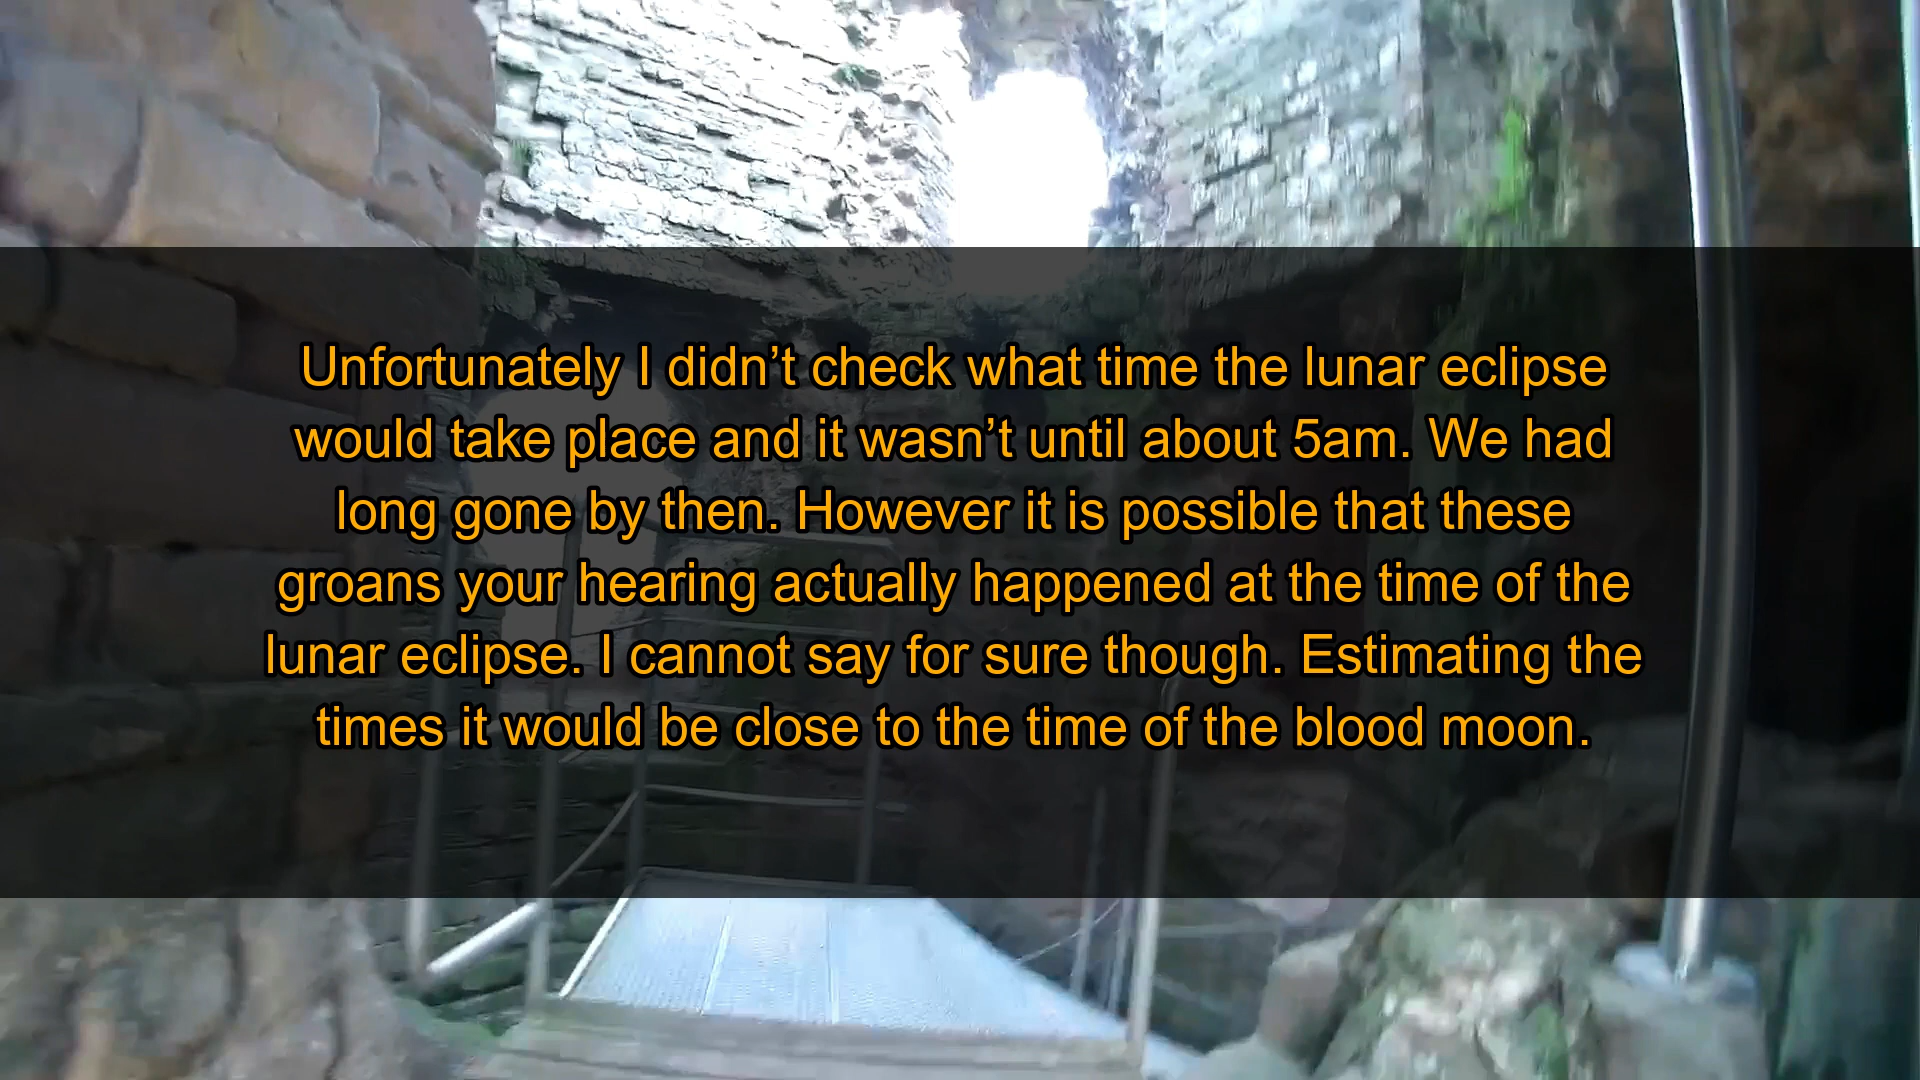 Unfortunately I didn’t check what time the lunar eclipse
would take place and it wasn’t until about 5am. We had
long gone by then. However it is possible that these
groans your hearing actually happened at the time of the
lunar eclipse. I cannot say for sure though. Estimating the
times it would be close to the time of the blood moon.